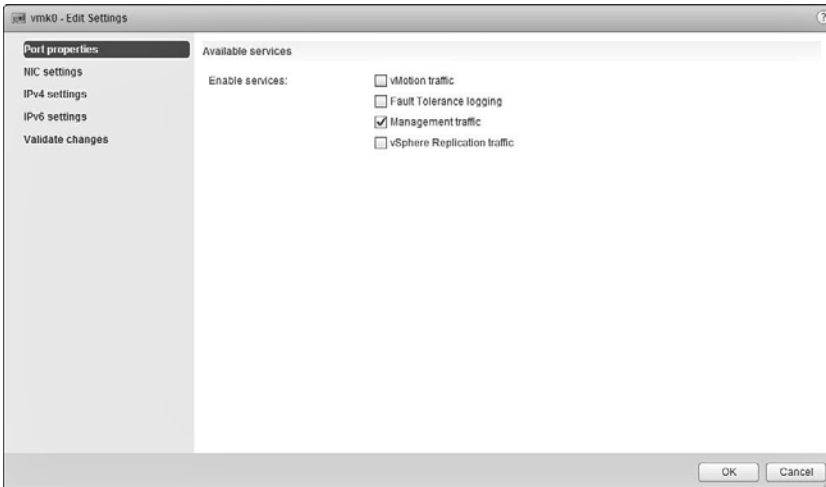 vmk0 - Edit Settings
?
Port properties
NIC settings
IPv4 settings
IPv6 settings
Validate changes
Available services
Enable services:
vMotion traffic
Fault Tolerance logging
Management traffic
vSphere Replication traffic
OK
Cancel